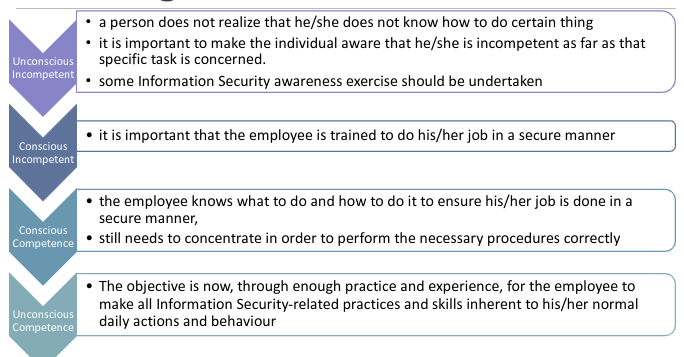 Unconscious
Incompetent
• a person does not realize that he/she does not know how to do certain thing
• it is important to make the individual aware that he/she is incompetent as far as that
specific task is concerned.
• some Information Security awareness exercise should be undertaken
Conscious
Incompetent
• it is important that the employee is trained to do his/her job in a secure manner
Conscious
Competence
• the employee knows what to do and how to do it to ensure his/her job is done in a
secure manner,
• still needs to concentrate in order to perform the necessary procedures correctly
Unconscious
Competence
• The objective is now, through enough practice and experience, for the employee to
make all Information Security-related practices and skills inherent to his/her normal
daily actions and behaviour